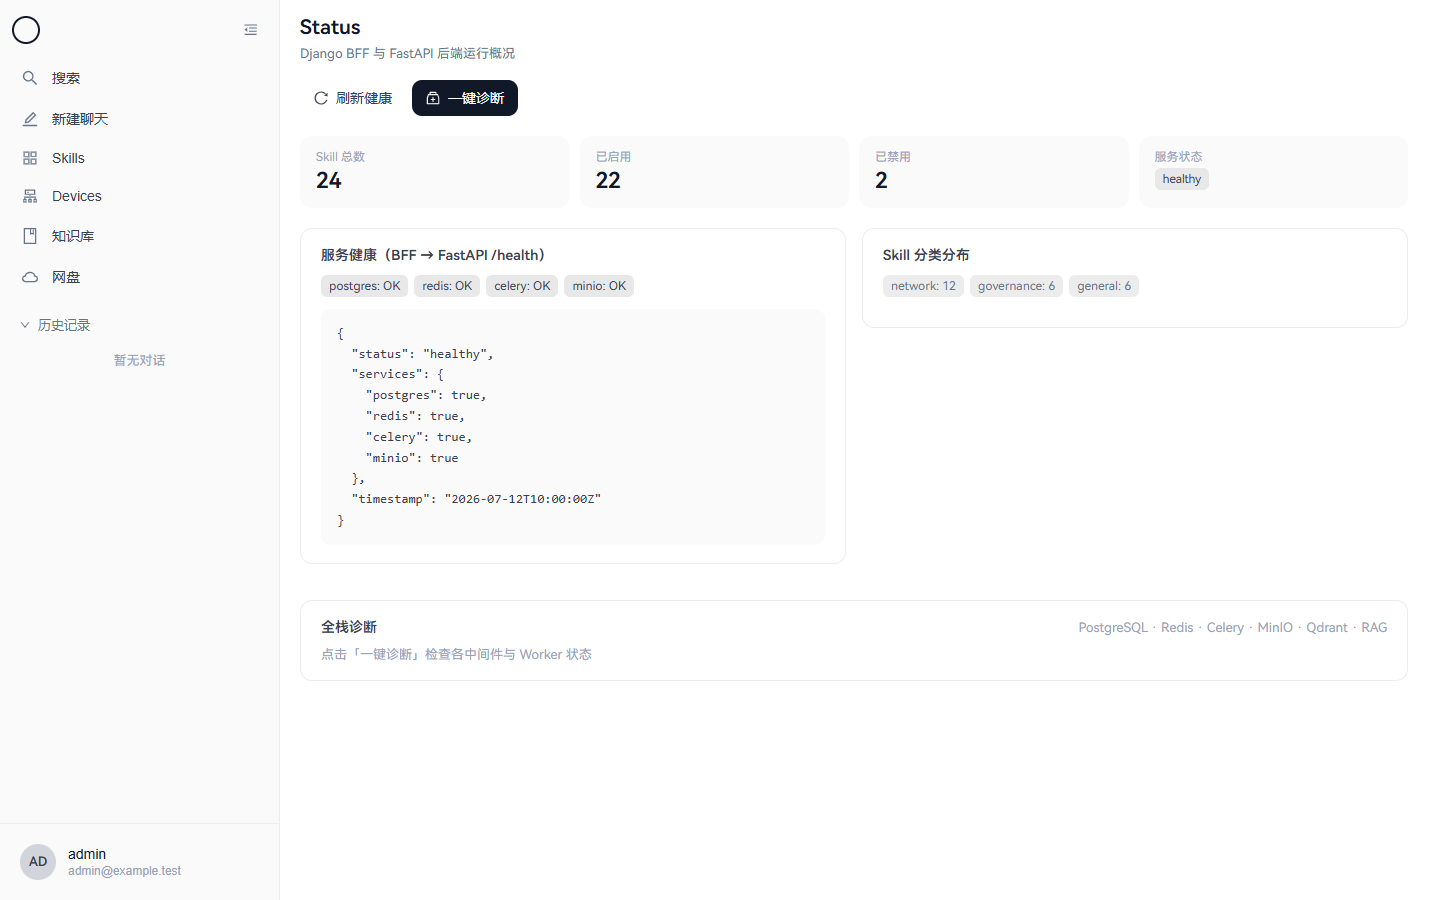 搜索
新建聊天
Skills
Devices
知识库
网盘
历史记录
暂无对话
AD
admin
admin@example.test
Status
Django BFF 与 FastAPI 后端运行概况
刷新健康
一键诊断
Skill 总数
24
已启用
22
已禁用
2
服务状态
healthy
服务健康（BFF → FastAPI /health）
postgres: OK redis: OK celery: OK minio: OK
{
  "status": "healthy",
  "services": {
    "postgres": true,
    "redis": true,
    "celery": true,
    "minio": true
  },
  "timestamp": "2026-07-12T10:00:00Z"
}
Skill 分类分布
network: 12 governance: 6 general: 6
全栈诊断
PostgreSQL · Redis · Celery · MinIO · Qdrant · RAG
点击「一键诊断」检查各中间件与 Worker 状态